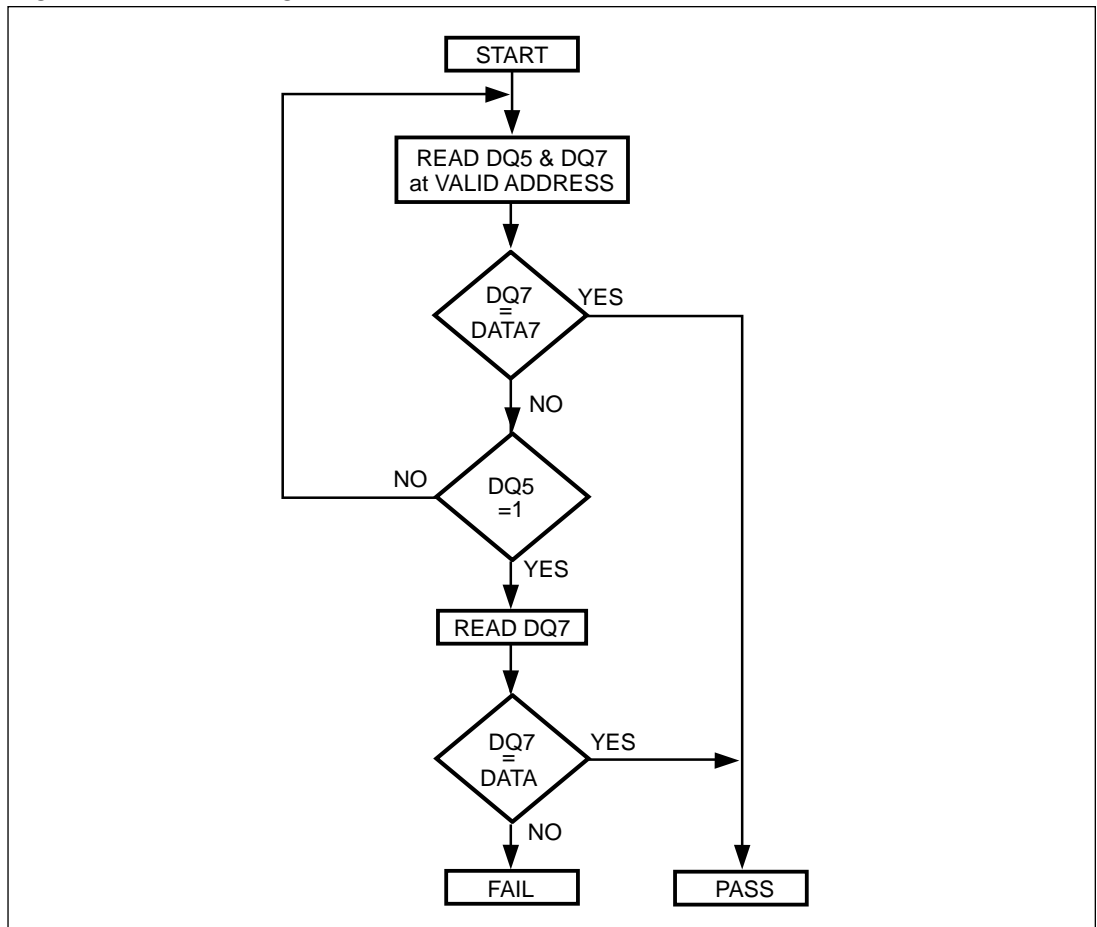 START
READ DQ5 & DQ7
at VALID ADDRESS
DQ7
=
DATA7
YES
NO
DQ5
=1
NO
YES
READ DQ7
DQ7
=
DATA
YES
NO
FAIL
PASS